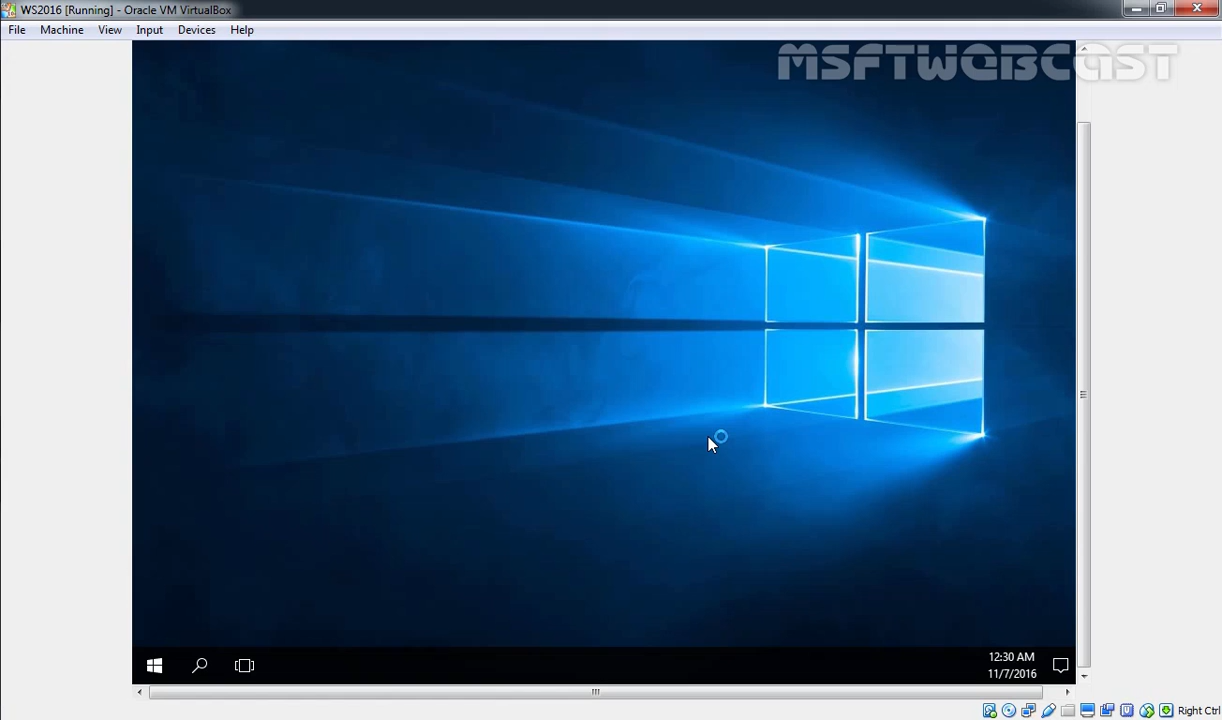 WS2016 [Running] - Oracle VM VirtualBox
File Machine View Input Devices Help
MSFTWEBCAST
12:30 AM
11/7/2016
Right Ctrl